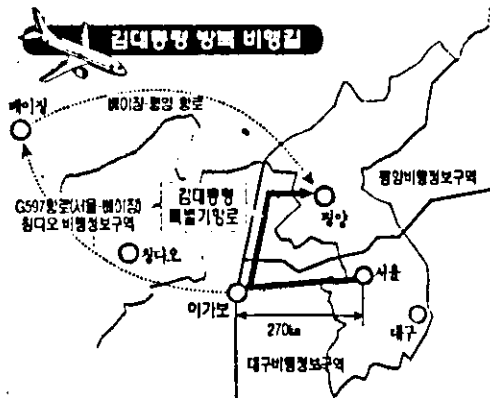 김대통령 방북 비행길
베이징
베이징-평양 항로
G597항로(서울-베이징)
칭다오 비행정보구역
김대통령
특별기항로
평양비행정보구역
평양
칭다오
서울
이가보
270㎞
대구
대구비행정보구역